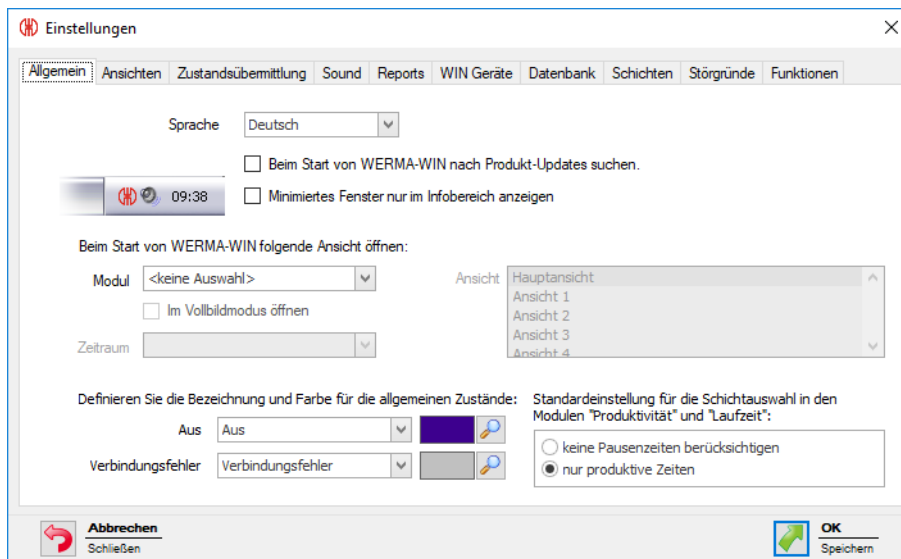 Einstellungen
Allgemein Ansichten Zustandsübermittlung Sound Reports WIN Geräte Datenbank Schichten Störgründe Funktionen
Sprache Deutsch
Beim Start von WERMA-WIN nach Produkt-Updates suchen.
09:38 Minimiertes Fenster nur im Infobereich anzeigen
Beim Start von WERMA-WIN folgende Ansicht öffnen:
Modul <keine Auswahl> Ansicht Hauptansicht
Ansicht 1
Im Vollbildmodus öffnen
Ansicht 2
Ansicht 3
Zeitraum
Ansicht 4
Definieren Sie die Bezeichnung und Farbe für die allgemeinen Zustände:
Aus Aus
Verbindungsfehler Verbindungsfehler
Standardeinstellung für die Schichtauswahl in den
Modulen "Produktivität" und "Laufzeit":
keine Pausenzeiten berücksichtigen
nur produktive Zeiten
Abbrechen
Schließen
OK
Speichern